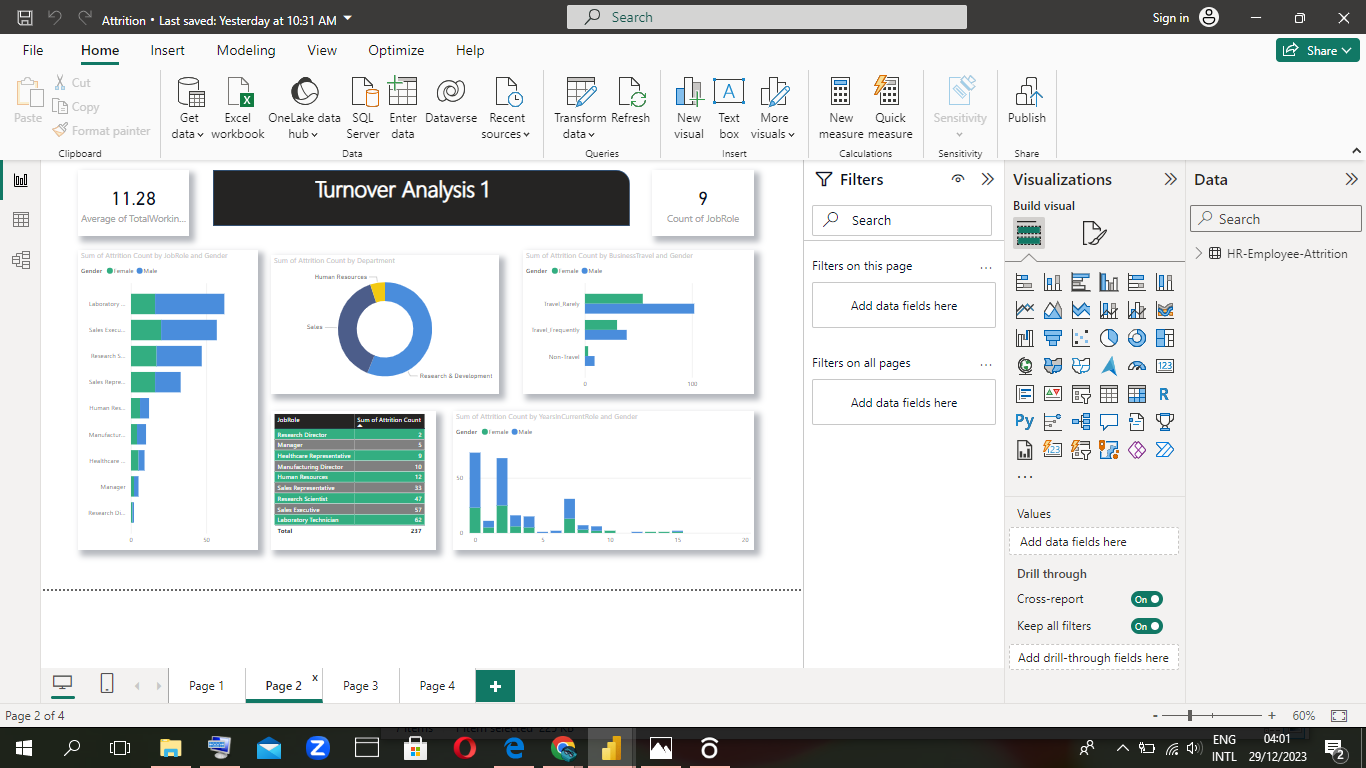 Attrition • Last saved: Yesterday at 10:31 AM
Search
Sign in
File
Home
Insert
Modeling
View
Optimize
Help
Share
Paste
Cut
Copy
Format painter
Clipboard
Get data
Excel workbook
OneLake data hub
SQL Server
Enter data
Dataverse
Recent sources
Data
Transform data
Refresh
Queries
New visual
Text box
More visuals
Insert
New measure
Quick measure
Calculations
Sensitivity
Sensitivity
Publish
Share
11.28
Average of TotalWorkin...
Turnover Analysis 1
9
Count of JobRole
Sum of Attrition Count by JobRole and Gender
Gender Female Male
Laboratory ...
Sales Execu...
Research S...
Sales Repre...
Human Res...
Manufactur...
Healthcare ...
Manager
Research Di...
0 50
Sum of Attrition Count by Department
Human Resources
Sales
Research & Development
Sum of Attrition Count by BusinessTravel and Gender
Gender Female Male
Travel_Rarely
Travel_Frequently
Non-Travel
0 100
JobRole Sum of Attrition Count
Research Director 2
Manager 5
Healthcare Representative 9
Manufacturing Director 10
Human Resources 12
Sales Representative 33
Research Scientist 47
Sales Executive 57
Laboratory Technician 62
Total 237
Sum of Attrition Count by YearsInCurrentRole and Gender
Gender Female Male
50
0
0 5 10 15 20
Filters
Search
Filters on this page
...
Add data fields here
Filters on all pages
...
Add data fields here
Visualizations
Build visual
123
R
Py
123
...
Values
Add data fields here
Drill through
Cross-report
On
Keep all filters
On
Add drill-through fields here
Data
Search
HR-Employee-Attrition
Page 1
Page 2
x
Page 3
Page 4
+
Page 2 of 4
- + 60%
ENG
INTL
04:01
29/12/2023
2